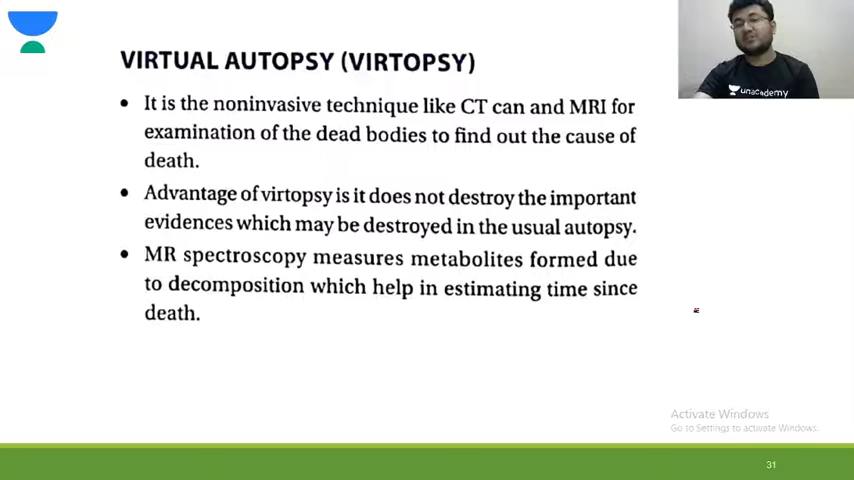 VIRTUAL AUTOPSY (VIRTOPSY)
• It is the noninvasive technique like CT can and MRI for
examination of the dead bodies to find out the cause of
death.
• Advantage of virtopsy is it does not destroy the important
evidences which may be destroyed in the usual autopsy.
• MR spectroscopy measures metabolites formed due
to decomposition which help in estimating time since
death.
unacademy
Activate Windows
Go to Settings to activate Windows.
31